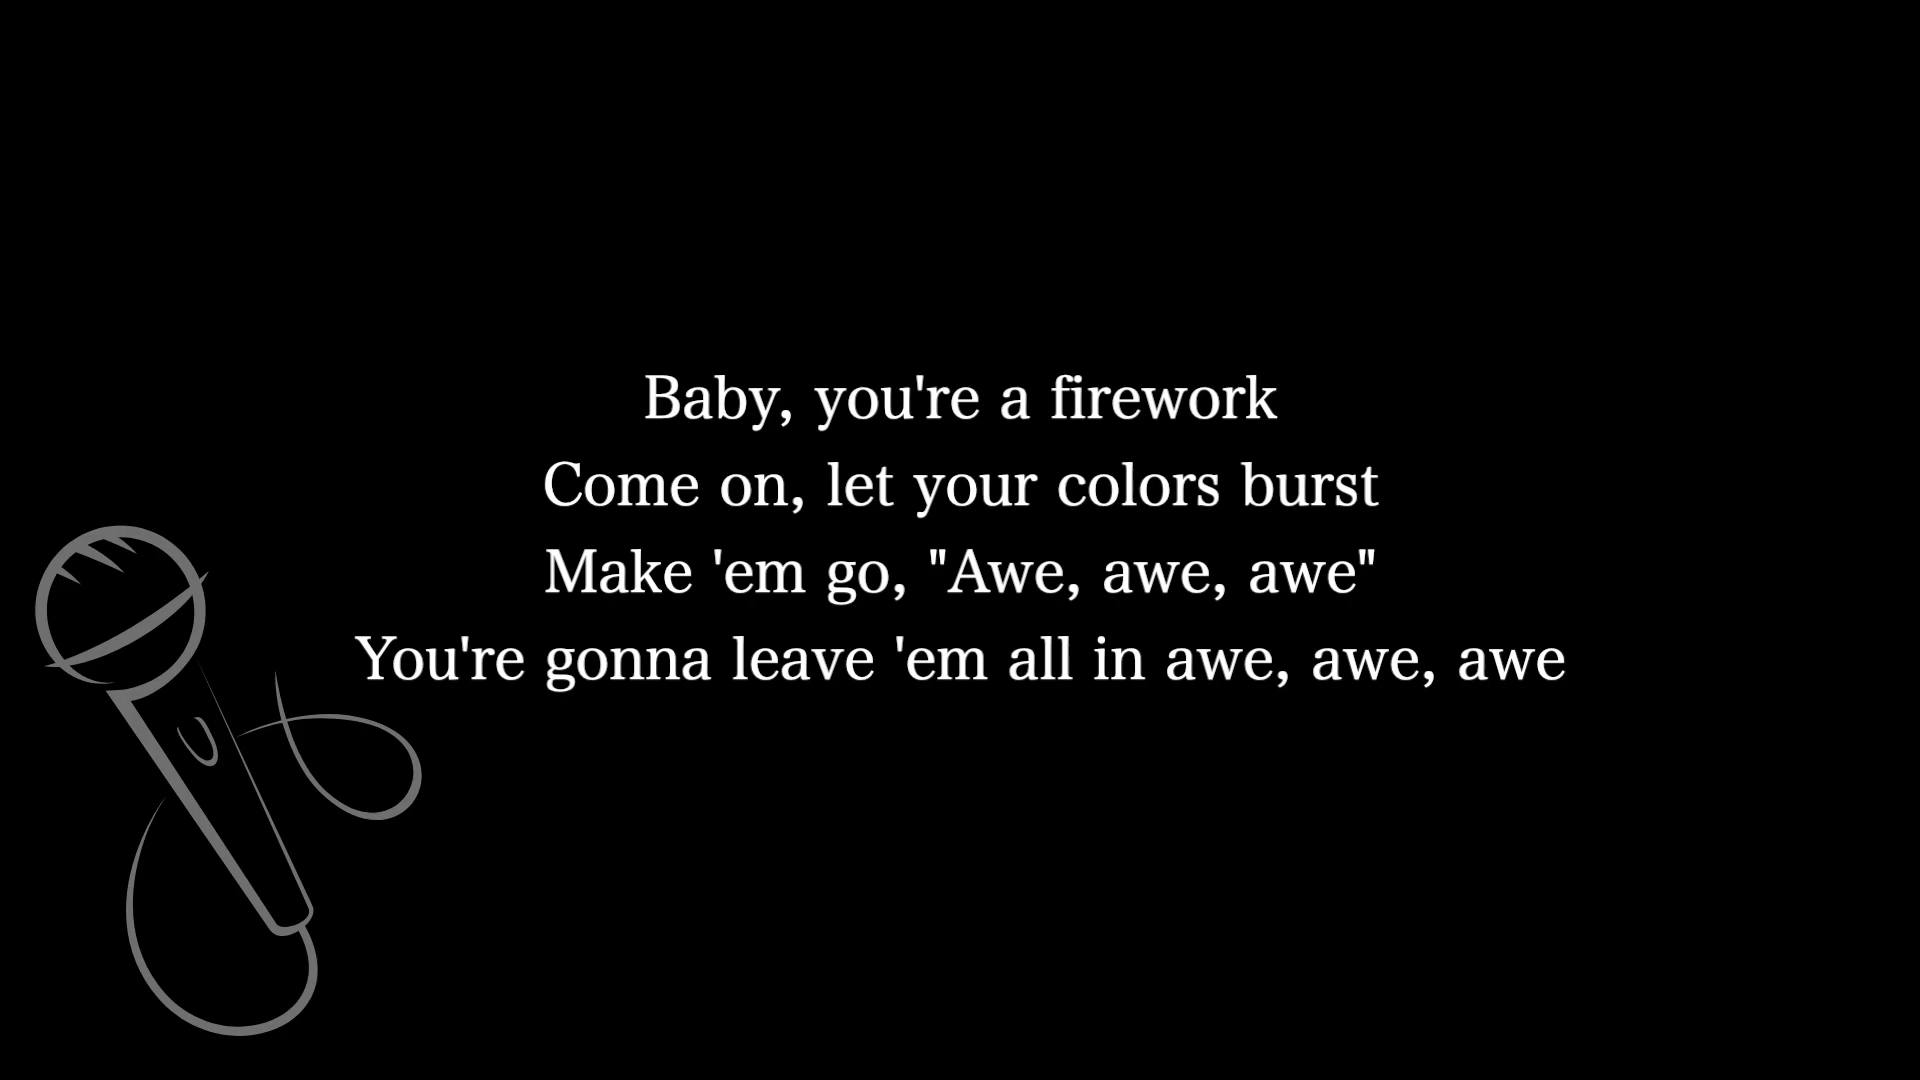 Baby, you're a firework
Come on, let your colors burst
Make 'em go, "Awe, awe, awe"
You're gonna leave 'em all in awe, awe, awe